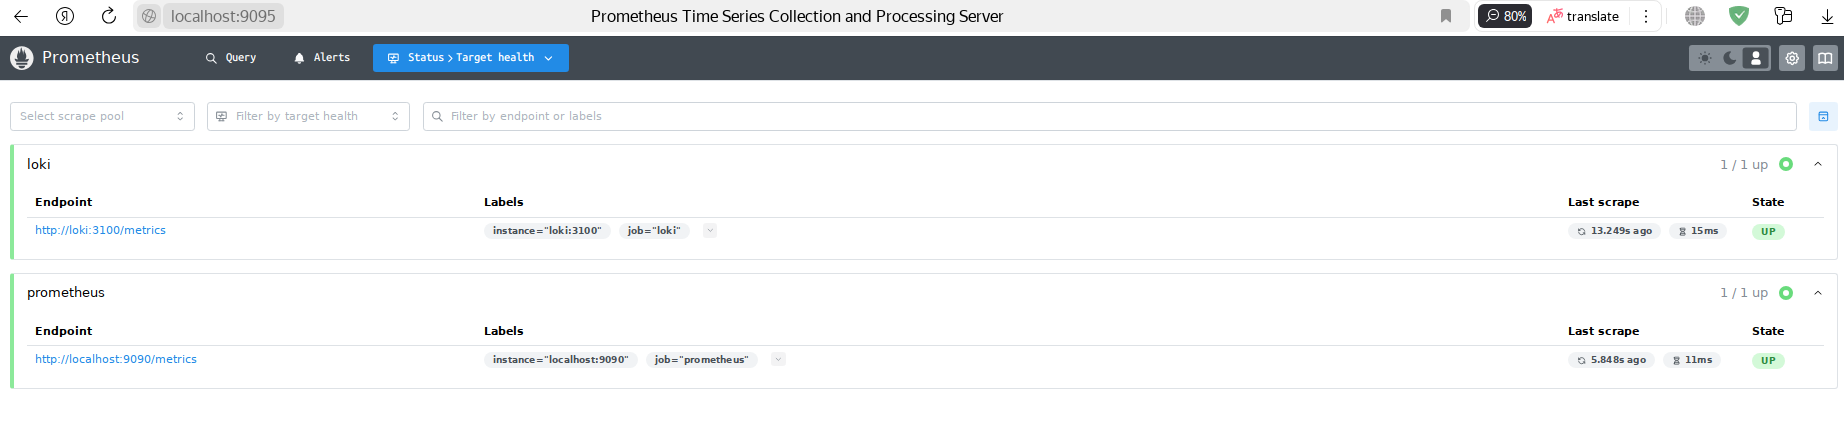 localhost:9095 Prometheus Time Series Collection and Processing Server 80% translate
Prometheus Query Alerts Status > Target health
Select scrape pool Filter by target health Filter by endpoint or labels
loki 1 / 1 up
Endpoint Labels Last scrape State
http://loki:3100/metrics instance="loki:3100" job="loki" 13.249s ago 15ms UP
prometheus 1 / 1 up
Endpoint Labels Last scrape State
http://localhost:9090/metrics instance="localhost:9090" job="prometheus" 5.848s ago 11ms UP